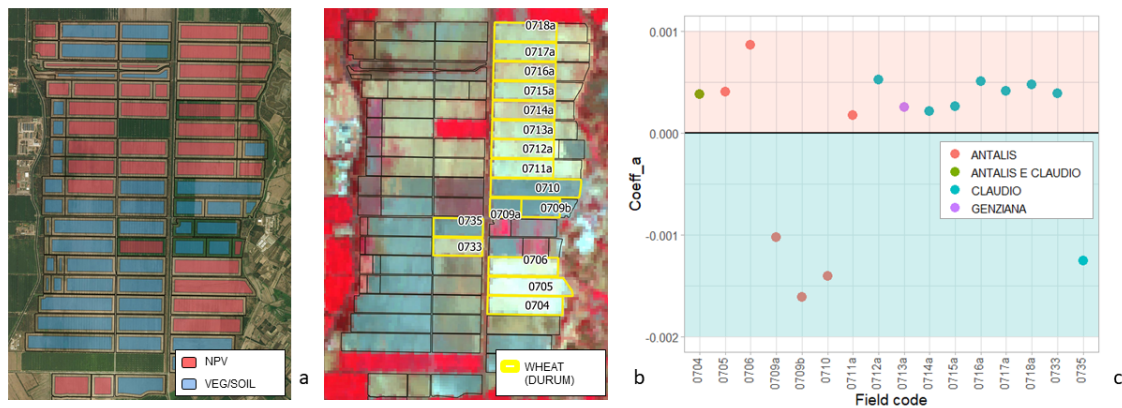 NPV
VEG/SOIL
a
0718a
0717a
0716a
0715a
0714a
0713a
0712a
0711a
0710
0709a
0709b
0735
0733
0706
0705
0704
WHEAT
(DURUM)
b
0.001
0.000
-0.001
-0.002
Coeff_a
ANTALIS
ANTALIS E CLAUDIO
CLAUDIO
GENZIANA
0704
0705
0706
0709a
0709b
0710
0711a
0712a
0713a
0714a
0715a
0716a
0717a
0718a
0733
0735
Field code
c